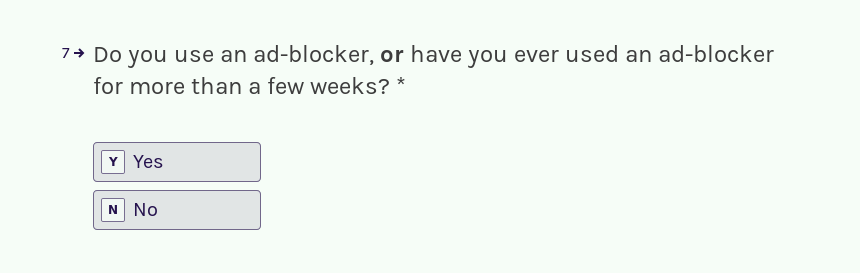 7→ Do you use an ad-blocker, or have you ever used an ad-blocker
for more than a few weeks? *
Y Yes
N No